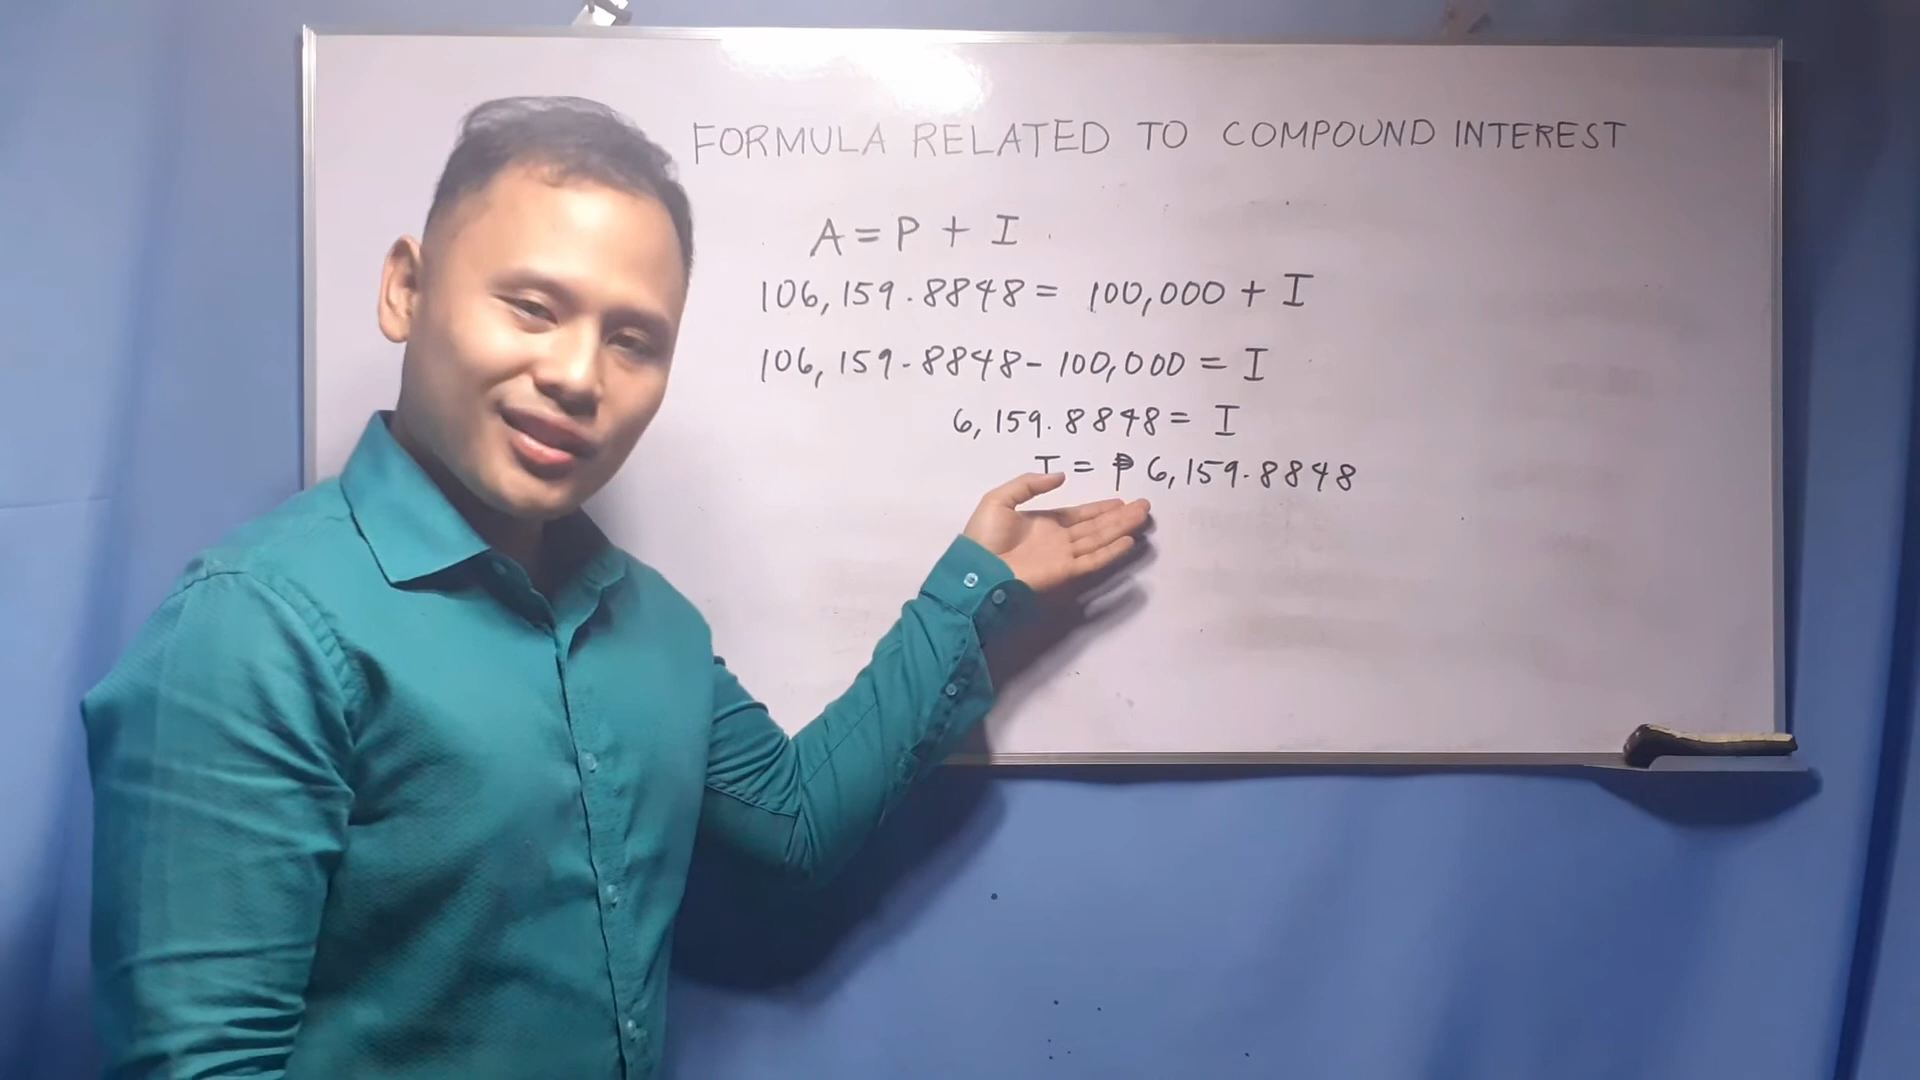 FORMULA RELATED TO COMPOUND INTEREST
A = P + I
106,159.8848 = 100,000 + I
106,159.8848 - 100,000 = I
6,159.8848 = I
I = ₱6,159.8848